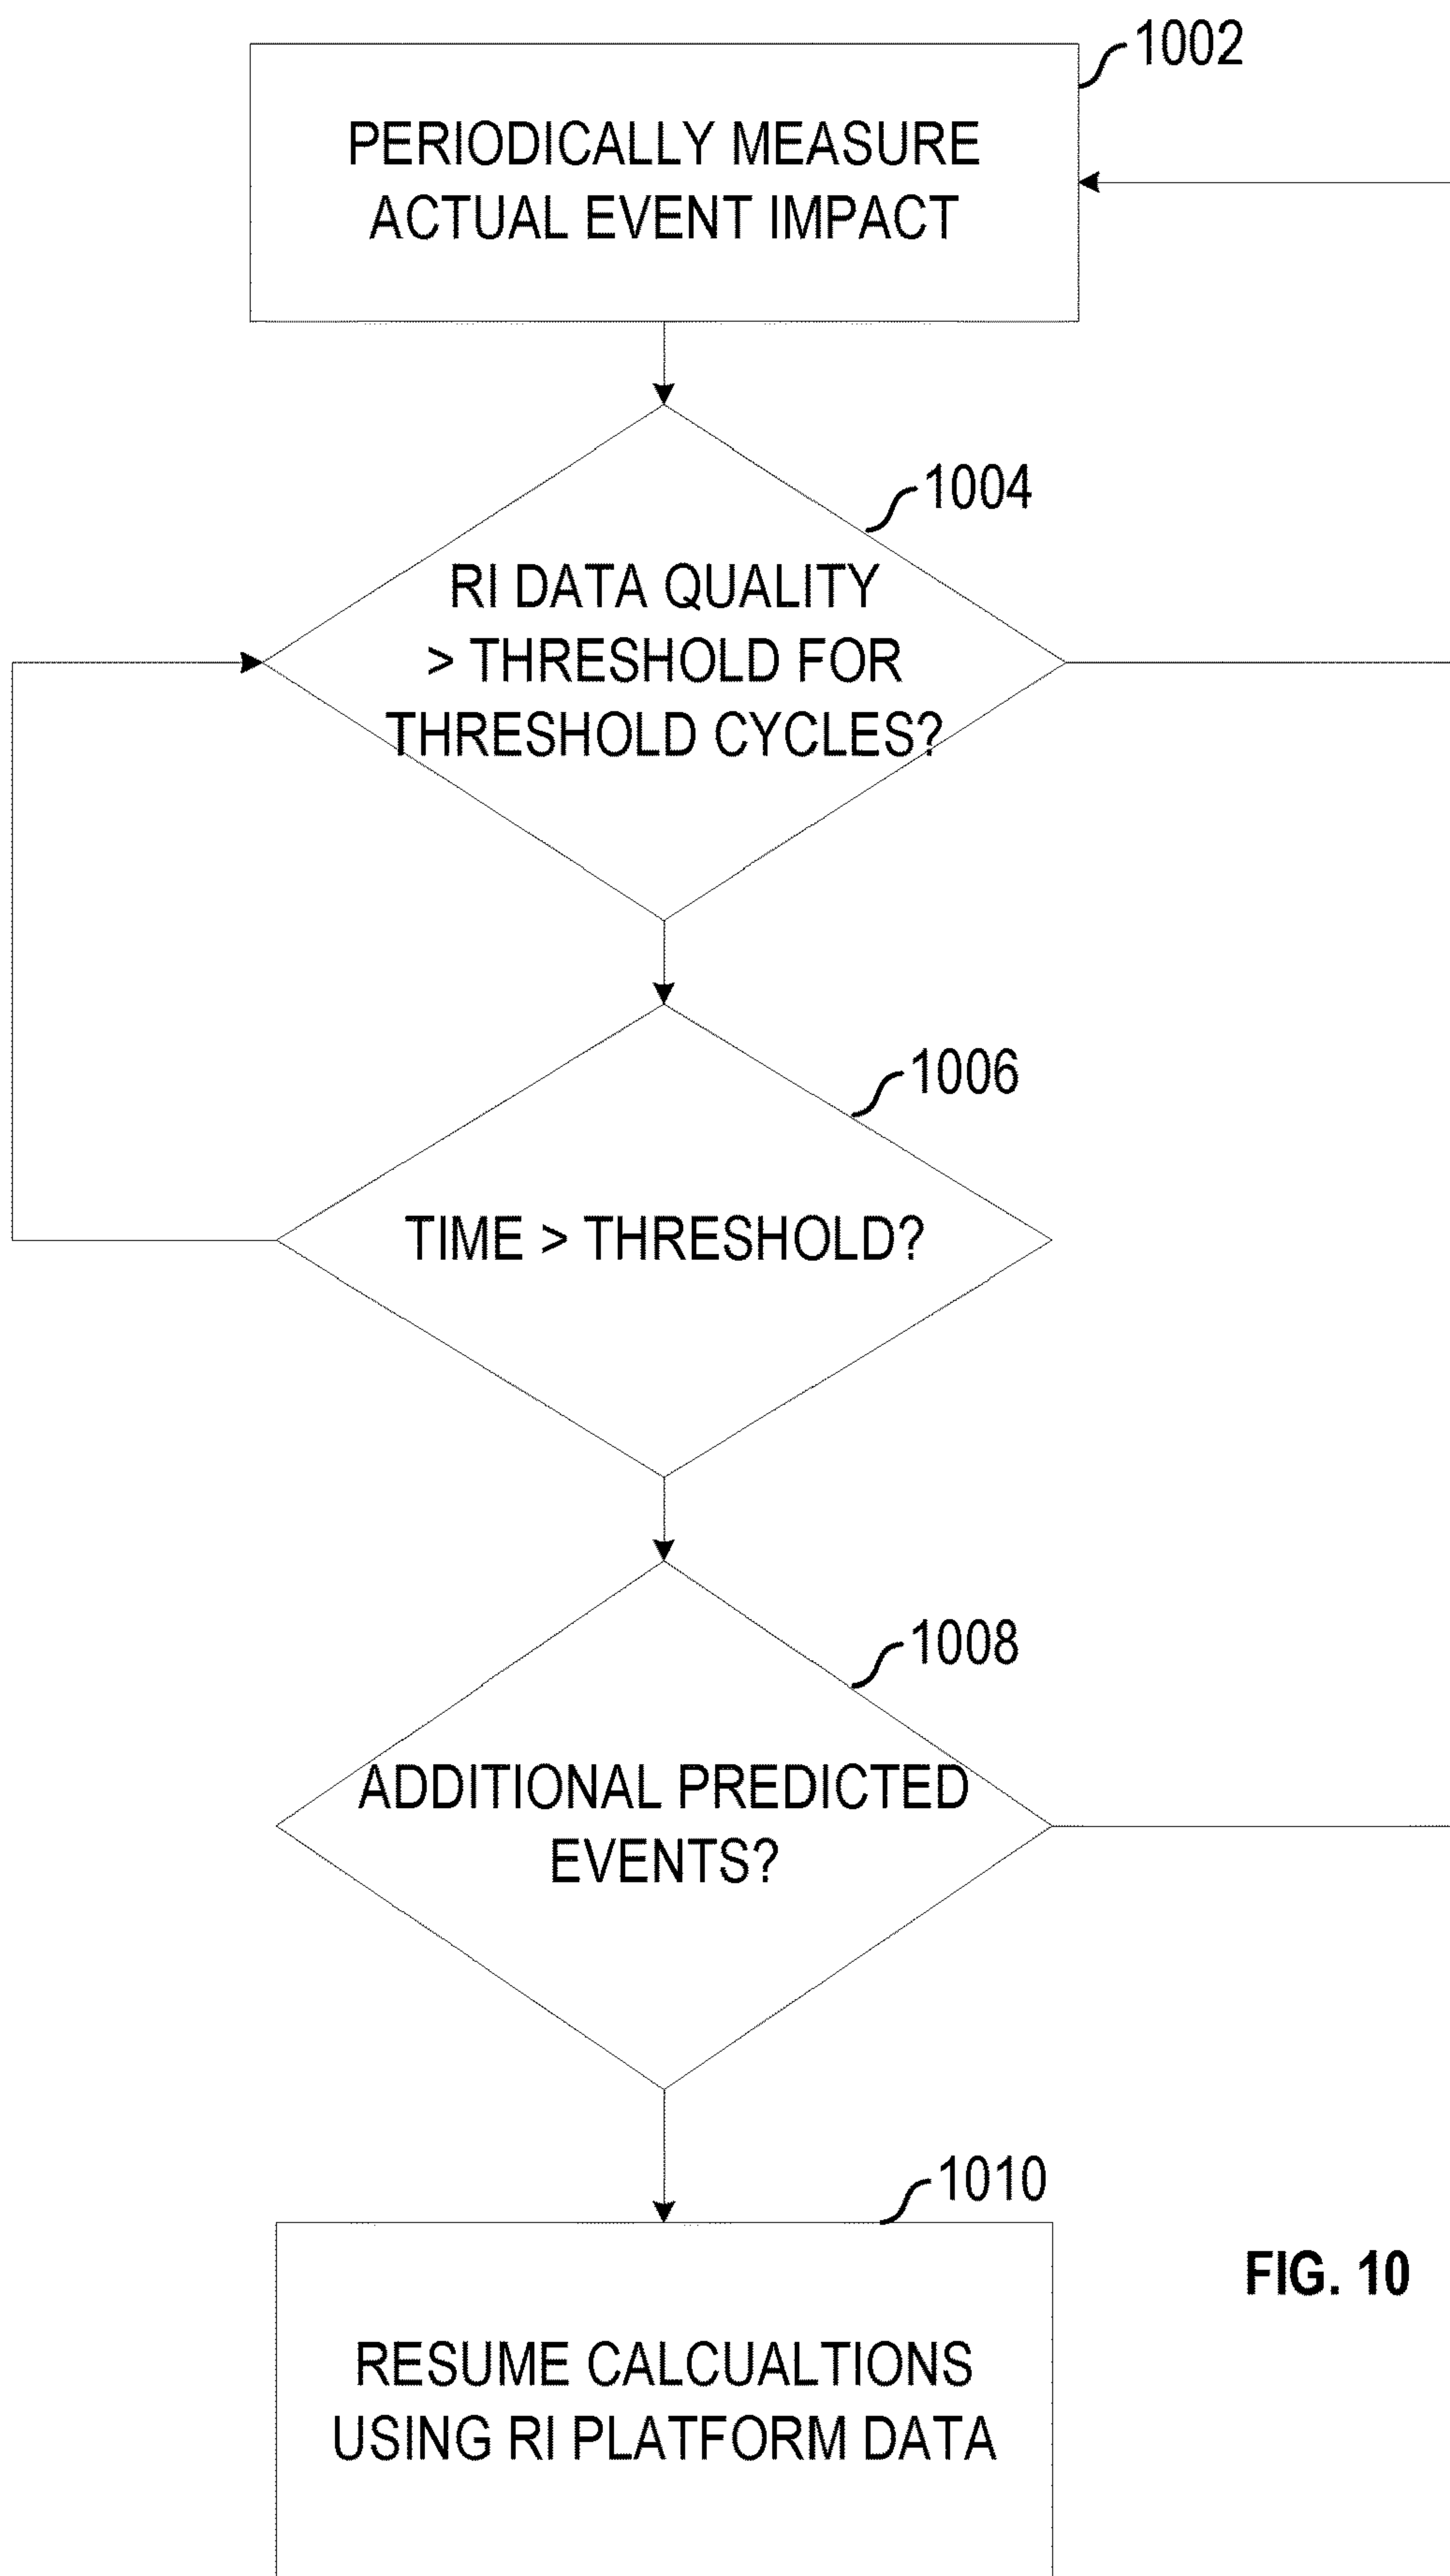 1002
PERIODICALLY MEASURE
ACTUAL EVENT IMPACT
1004
RI DATA QUALITY
> THRESHOLD FOR
THRESHOLD CYCLES?
1006
TIME > THRESHOLD?
1008
ADDITIONAL PREDICTED
EVENTS?
1010
RESUME CALCUALTIONS
USING RI PLATFORM DATA
FIG. 10